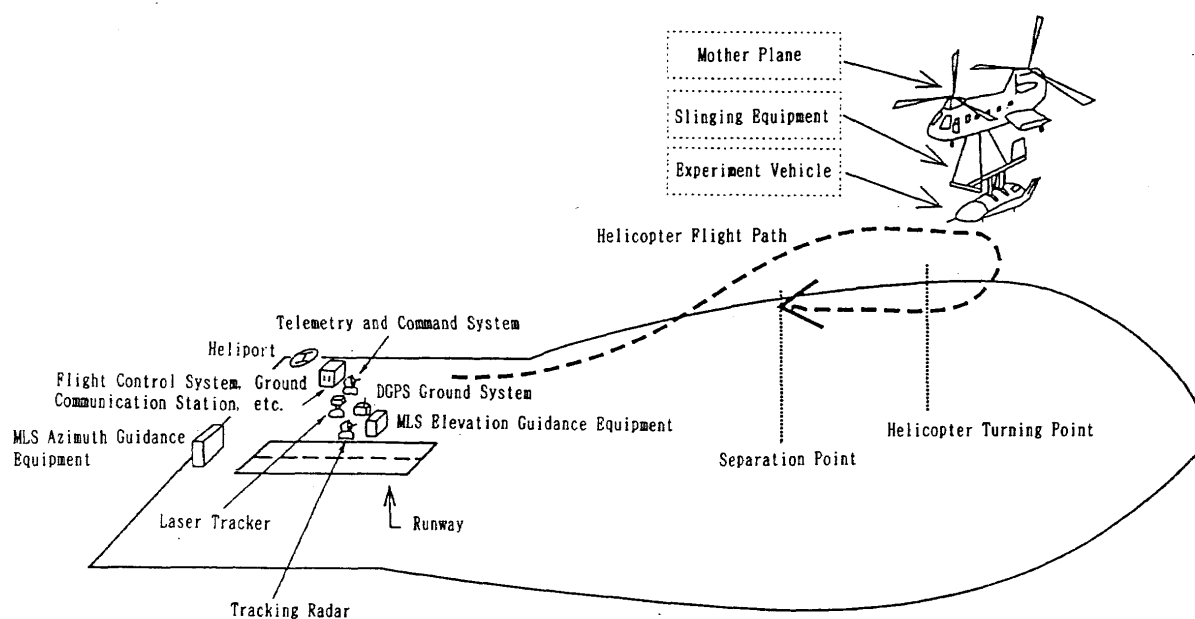 Mother Plane
Slinging Equipment
Experiment Vehicle
Helicopter Flight Path
Telemetry and Command System
Heliport
Flight Control System, Ground
Communication Station, etc.
DGPS Ground System
MLS Elevation Guidance Equipment
MLS Azimuth Guidance
Equipment
Helicopter Turning Point
Separation Point
Laser Tracker
Runway
Tracking Radar